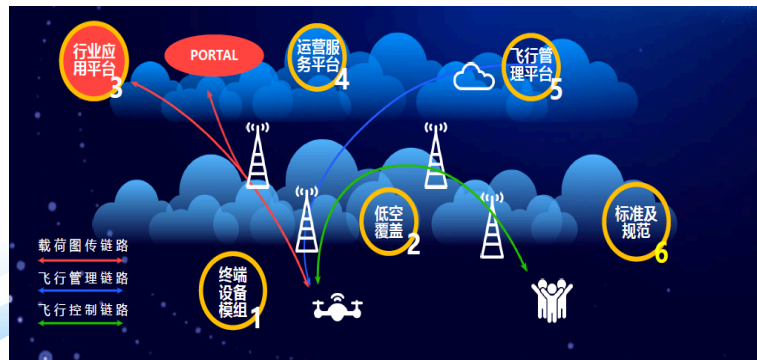 行业应
用平台
3
PORTAL
运营服
务平台
4
飞行管
理平台
5
低空
覆盖
2
标准及
规范
6
载荷图传链路
飞行管理链路
飞行控制链路
终端
设备
模组
1